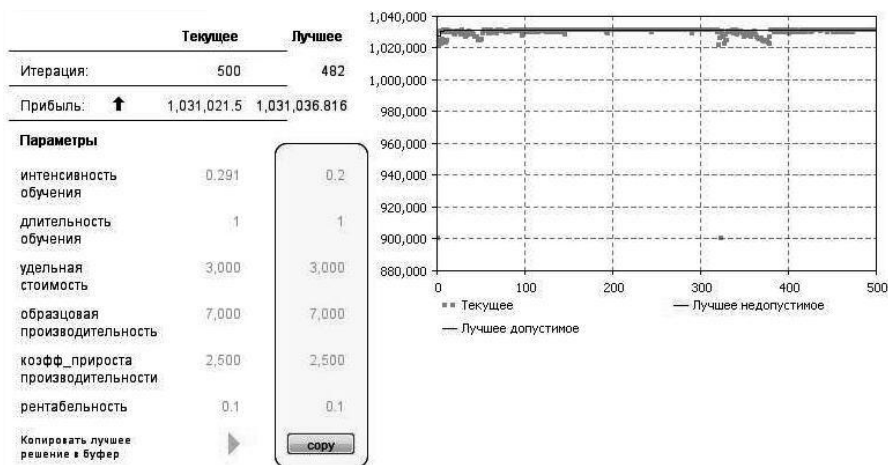 Текущее Лучшее
Итерация: 500 482
Прибыль: 1,031,021.5 1,031,036.816
Параметры
интенсивность
обучения
0.291 0.2
длительность
обучения
1 1
удельная
стоимость
3,000 3,000
образцовая
производительность
7,000 7,000
коэфф_прироста
производительности
2,500 2,500
рентабельность 0.1 0.1
Копировать лучшее
решение в буфер
copy
1,040,000
1,020,000
1,000,000
980,000
960,000
940,000
920,000
900,000
880,000
0 100 200 300 400 500
Текущее
Лучшее недопустимое
Лучшее допустимое